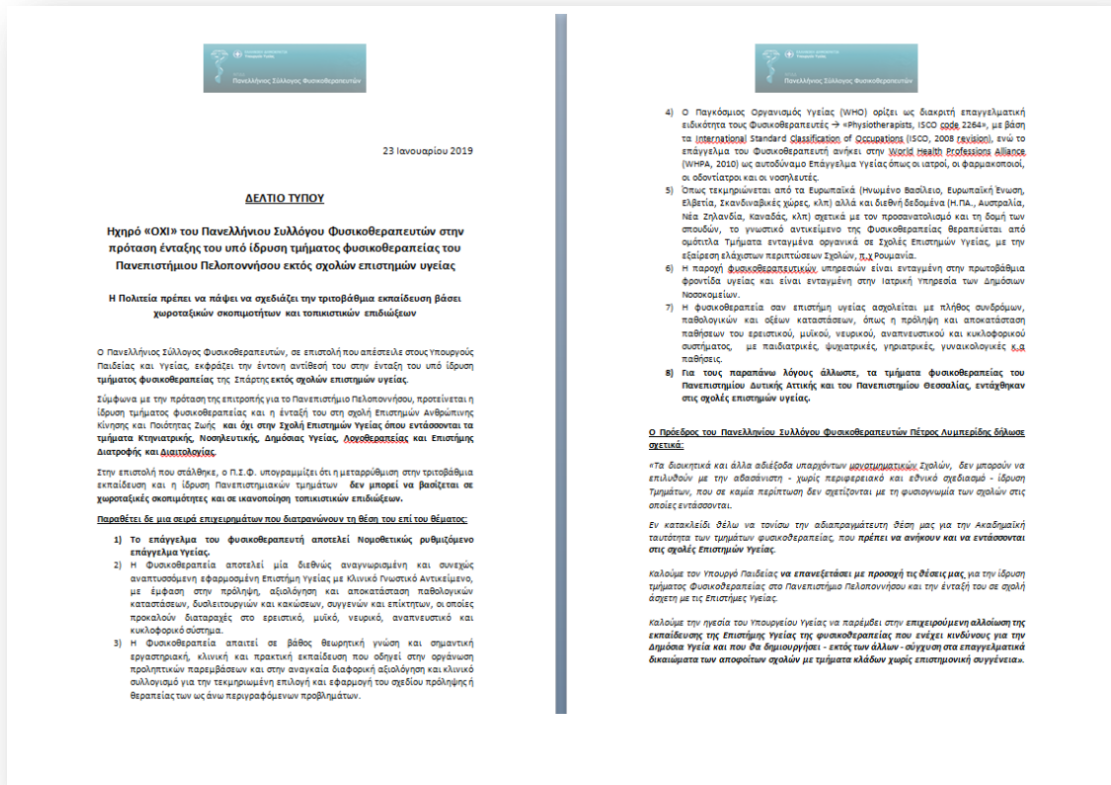 Πανελλήνιος Σύλλογος Φυσικοθεραπευτών
23 Ιανουαρίου 2019
ΔΕΛΤΙΟ ΤΥΠΟΥ
Ηχηρό «ΟΧΙ» του Πανελλήνιου Συλλόγου Φυσικοθεραπευτών στην
πρόταση ένταξης του υπό ίδρυση τμήματος φυσικοθεραπείας του
Πανεπιστήμιου Πελοποννήσου εκτός σχολών επιστημών υγείας
Η Πολιτεία πρέπει να πάψει να σχεδιάζει την τριτοβάθμια εκπαίδευση βάσει
χωροταξικών σκοπιμοτήτων και τοπικιστικών επιδιώξεων
Ο Πανελλήνιος Σύλλογος Φυσικοθεραπευτών, σε επιστολή που απέστειλε στους Υπουργούς
Παιδείας και Υγείας, εκφράζει την έντονη αντίθεσή του στην ένταξη του υπό ίδρυση
τμήματος φυσικοθεραπείας της Σπάρτης εκτός σχολών επιστημών υγείας.
Σύμφωνα με την πρόταση της επιτροπής για το Πανεπιστήμιο Πελοποννήσου, προτείνεται η
ίδρυση τμήματος φυσικοθεραπείας και η ένταξή του στη σχολή Επιστημών Ανθρώπινης
Κίνησης και Ποιότητας Ζωής και όχι στην Σχολή Επιστημών Υγείας όπου εντάσσονται τα
τμήματα Κτηνιατρικής, Νοσηλευτικής, Δημόσιας Υγείας, Λογοθεραπείας και Επιστήμης
Διατροφής και Διαιτολογίας.
Στην επιστολή που στάλθηκε, ο Π.Σ.Φ. υπογραμμίζει ότι η μεταρρύθμιση στην τριτοβάθμια
εκπαίδευση και η ίδρυση Πανεπιστημιακών τμημάτων δεν μπορεί να βασίζεται σε
χωροταξικές σκοπιμότητες και σε ικανοποίηση τοπικιστικών επιδιώξεων.
Παραθέτει δε μια σειρά επιχειρημάτων που διατρανώνουν τη θέση του επί του θέματος:
1) Το επάγγελμα του φυσικοθεραπευτή αποτελεί Νομοθετικώς ρυθμιζόμενο
επάγγελμα Υγείας.
2) Η Φυσικοθεραπεία αποτελεί μία διεθνώς αναγνωρισμένη και συνεχώς
αναπτυσσόμενη εφαρμοσμένη Επιστήμη Υγείας με Κλινικό Γνωστικό Αντικείμενο,
με έμφαση στην πρόληψη, αξιολόγηση και αποκατάσταση παθολογικών
καταστάσεων, δυσλειτουργιών και κακώσεων, συγγενών και επίκτητων, οι οποίες
προκαλούν διαταραχές στο ερειστικό, μυϊκό, νευρικό, αναπνευστικό και
κυκλοφορικό σύστημα.
3) Η Φυσικοθεραπεία απαιτεί σε βάθος θεωρητική γνώση και σημαντική
εργαστηριακή, κλινική και πρακτική εκπαίδευση που οδηγεί στην οργάνωση
προληπτικών παρεμβάσεων και στην αναγκαία διαφορική αξιολόγηση και κλινικό
συλλογισμό για την τεκμηριωμένη επιλογή και εφαρμογή του σχεδίου πρόληψης ή
θεραπείας των ως άνω περιγραφόμενων προβλημάτων.
Πανελλήνιος Σύλλογος Φυσικοθεραπευτών
4) Ο Παγκόσμιος Οργανισμός Υγείας (WHO) ορίζει ως διακριτή επαγγελματική
ειδικότητα τους Φυσικοθεραπευτές → «Physiotherapists, ISCO code 2264», με βάση
τα International Standard Classification of Occupations (ISCO, 2008 revision), ενώ το
επάγγελμα του Φυσικοθεραπευτή ανήκει στην World Health Professions Alliance
(WHPA, 2010) ως αυτοδύναμο Επάγγελμα Υγείας όπως οι ιατροί, οι φαρμακοποιοί,
οι οδοντίατροι και οι νοσηλευτές.
5) Όπως τεκμηριώνεται από τα Ευρωπαϊκά (Ηνωμένο Βασίλειο, Ευρωπαϊκή Ένωση,
Ελβετία, Σκανδιναβικές χώρες, κλπ) αλλά και διεθνή δεδομένα (Η.ΠΑ., Αυστραλία,
Νέα Ζηλανδία, Καναδάς, κλπ) σχετικά με τον προσανατολισμό και τη δομή των
σπουδών, το γνωστικό αντικείμενο της Φυσικοθεραπείας θεραπεύεται από
ομότιτλα Τμήματα ενταγμένα οργανικά σε Σχολές Επιστημών Υγείας, με την
εξαίρεση ελάχιστων περιπτώσεων Σχολών, π.χ Ρουμανία.
6) Η παροχή φυσικοθεραπευτικών υπηρεσιών είναι ενταγμένη στην πρωτοβάθμια
φροντίδα υγείας και είναι ενταγμένη στην Ιατρική Υπηρεσία των Δημόσιων
Νοσοκομείων.
7) Η φυσικοθεραπεία σαν επιστήμη υγείας ασχολείται με πλήθος συνδρόμων,
παθολογικών και οξέων καταστάσεων, όπως η πρόληψη και αποκατάσταση
παθήσεων του ερειστικού, μυϊκού, νευρικού, αναπνευστικού και κυκλοφορικού
συστήματος, με παιδιατρικές, ψυχιατρικές, γηριατρικές, γυναικολογικές κ.α
παθήσεις.
8) Για τους παραπάνω λόγους άλλωστε, τα τμήματα φυσικοθεραπείας του
Πανεπιστημίου Δυτικής Αττικής και του Πανεπιστημίου Θεσσαλίας, εντάχθηκαν
στις σχολές επιστημών υγείας.
Ο Πρόεδρος του Πανελληνίου Συλλόγου Φυσικοθεραπευτών Πέτρος Λυμπερίδης δήλωσε
σχετικά:
«Τα διοικητικά και άλλα αδιέξοδα υπαρχόντων μονοτμηματικών Σχολών, δεν μπορούν να
επιλυθούν με την αβασάνιστη - χωρίς περιφερειακό και εθνικό σχεδιασμό - ίδρυση
Τμημάτων, που σε καμία περίπτωση δεν σχετίζονται με τη φυσιογνωμία των σχολών στις
οποίες εντάσσονται.
Εν κατακλείδι θέλω να τονίσω την αδιαπραγμάτευτη θέση μας για την Ακαδημαϊκή
ταυτότητα των τμημάτων φυσικοθεραπείας, που πρέπει να ανήκουν και να εντάσσονται
στις σχολές Επιστημών Υγείας.
Καλούμε τον Υπουργό Παιδείας να επανεξετάσει με προσοχή τις θέσεις μας για την ίδρυση
τμήματος Φυσικοθεραπείας στο Πανεπιστήμιο Πελοποννήσου και την ένταξή του σε σχολή
άσχετη με τις Επιστήμες Υγείας.
Καλούμε την ηγεσία του Υπουργείου Υγείας να παρέμβει στην επιχειρούμενη αλλοίωση της
εκπαίδευσης της Επιστήμης Υγείας της φυσικοθεραπείας που ενέχει κινδύνους για την
Δημόσια Υγεία και που θα δημιουργήσει - εκτός των άλλων - σύγχυση στα επαγγελματικά
δικαιώματα των αποφοίτων σχολών με τμήματα κλάδων χωρίς επιστημονική συγγένεια».